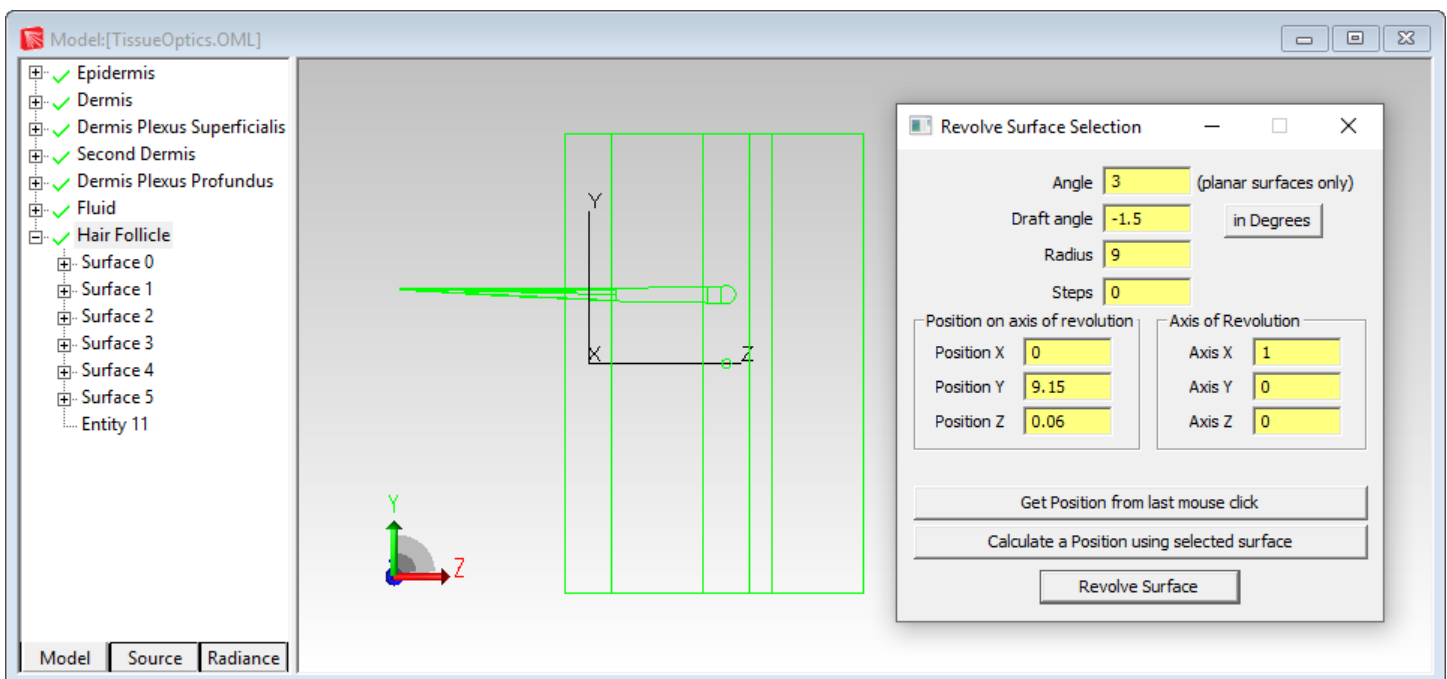 Model:[TissueOptics.OML]
Epidermis
Dermis
Dermis Plexus Superficialis
Second Dermis
Dermis Plexus Profundus
Fluid
Hair Follicle
Surface 0
Surface 1
Surface 2
Surface 3
Surface 4
Surface 5
Entity 11
Model Source Radiance
Y
X Z
Y
Z
Revolve Surface Selection
Angle 3 (planar surfaces only)
Draft angle -1.5 in Degrees
Radius 9
Steps 0
Position on axis of revolution Axis of Revolution
Position X 0 Axis X 1
Position Y 9.15 Axis Y 0
Position Z 0.06 Axis Z 0
Get Position from last mouse click
Calculate a Position using selected surface
Revolve Surface